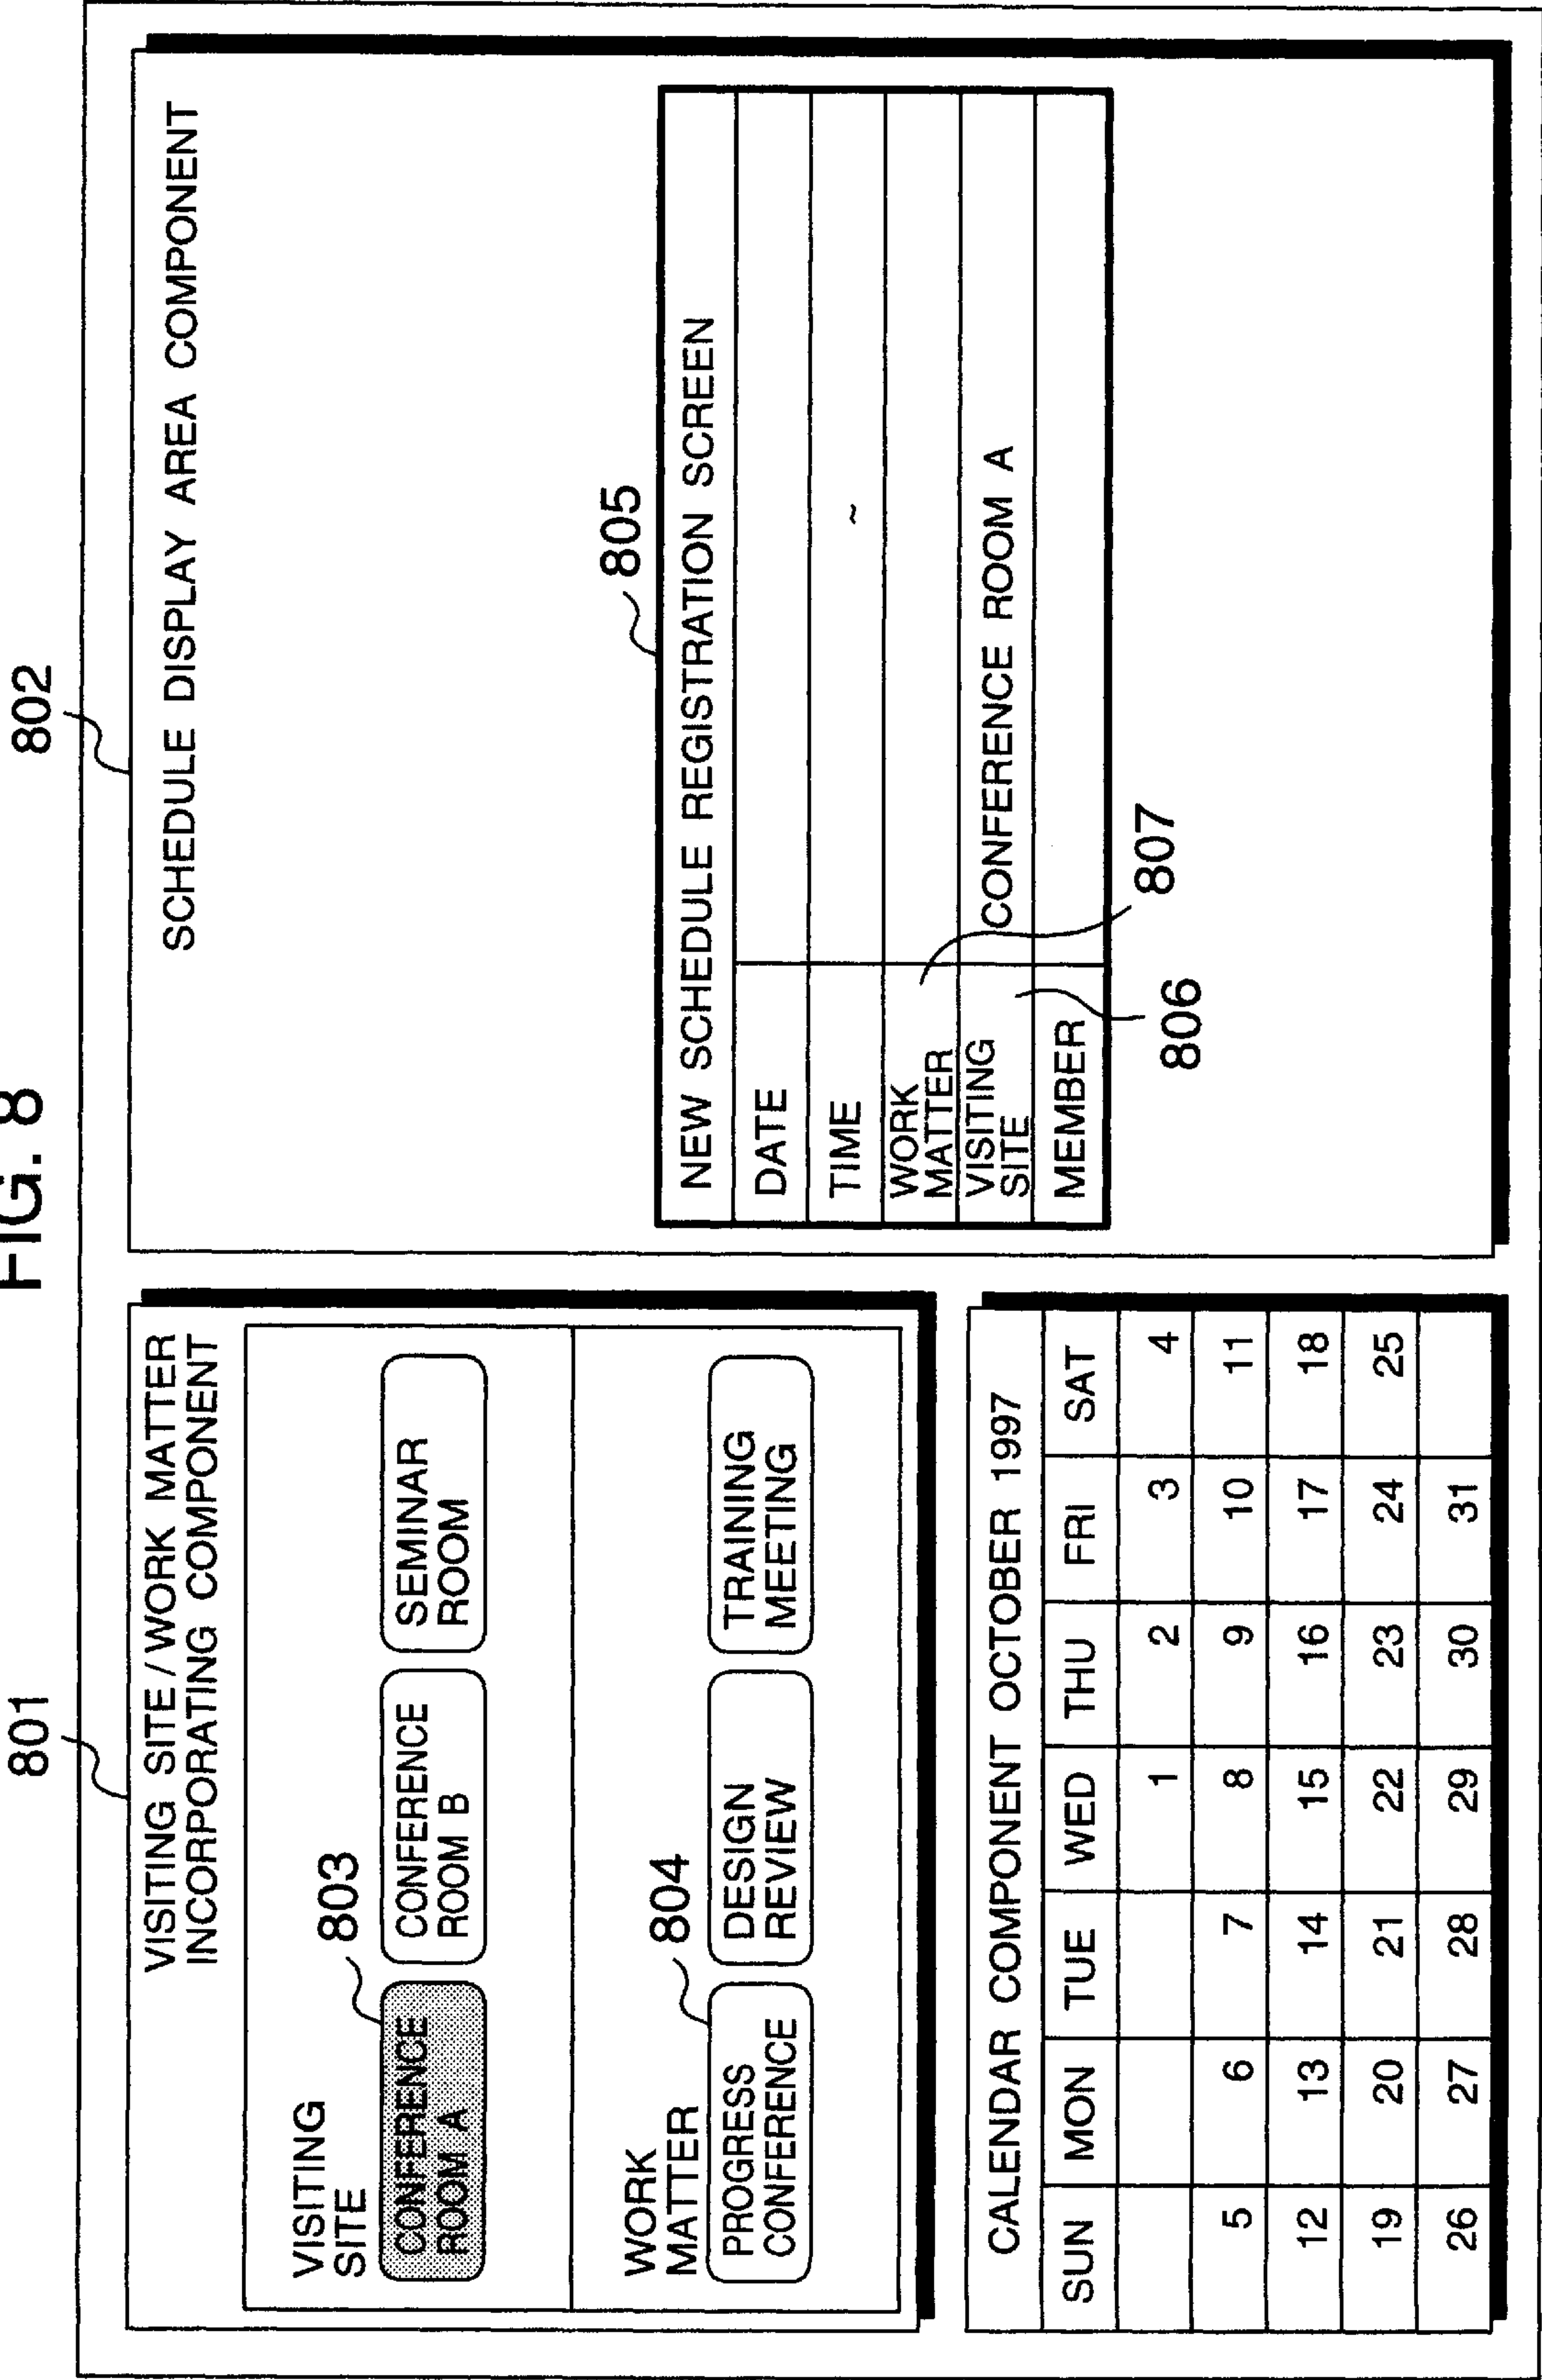 FIG. 8
801
VISITING SITE / WORK MATTER
INCORPORATING COMPONENT
VISITING
SITE
803
CONFERENCE
ROOM A
CONFERENCE
ROOM B
SEMINAR
ROOM
WORK
MATTER
804
PROGRESS
CONFERENCE
DESIGN
REVIEW
TRAINING
MEETING
CALENDAR COMPONENT OCTOBER 1997
SUN MON TUE WED THU FRI SAT
1 2 3 4
5 6 7 8 9 10 11
12 13 14 15 16 17 18
19 20 21 22 23 24 25
26 27 28 29 30 31
802
SCHEDULE DISPLAY AREA COMPONENT
805
NEW SCHEDULE REGISTRATION SCREEN
DATE
TIME ~
WORK
MATTER
VISITING
SITE
CONFERENCE ROOM A
MEMBER
807
806